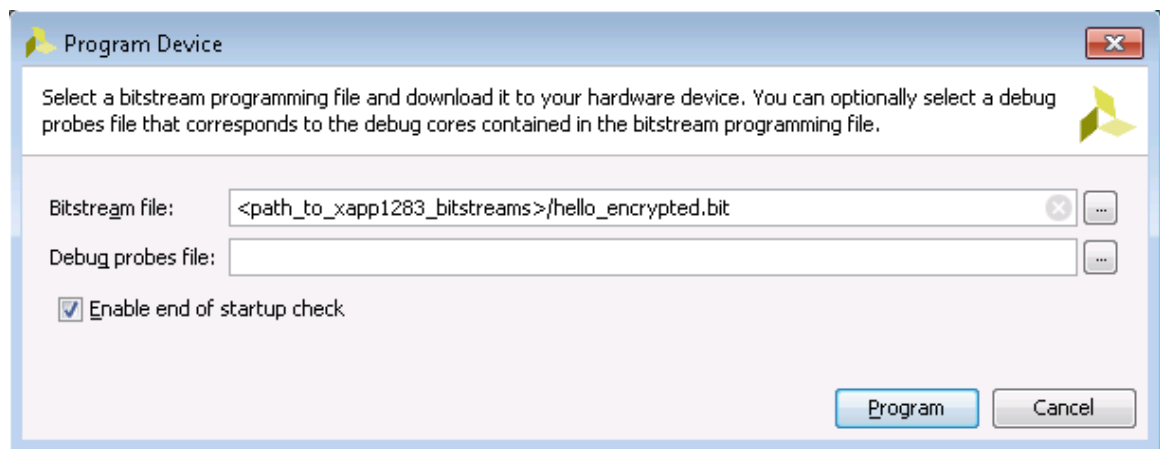 Program Device
Select a bitstream programming file and download it to your hardware device. You can optionally select a debug
probes file that corresponds to the debug cores contained in the bitstream programming file.
Bitstream file: <path_to_xapp1283_bitstreams>/hello_encrypted.bit ...
Debug probes file: ...
Enable end of startup check
Program Cancel